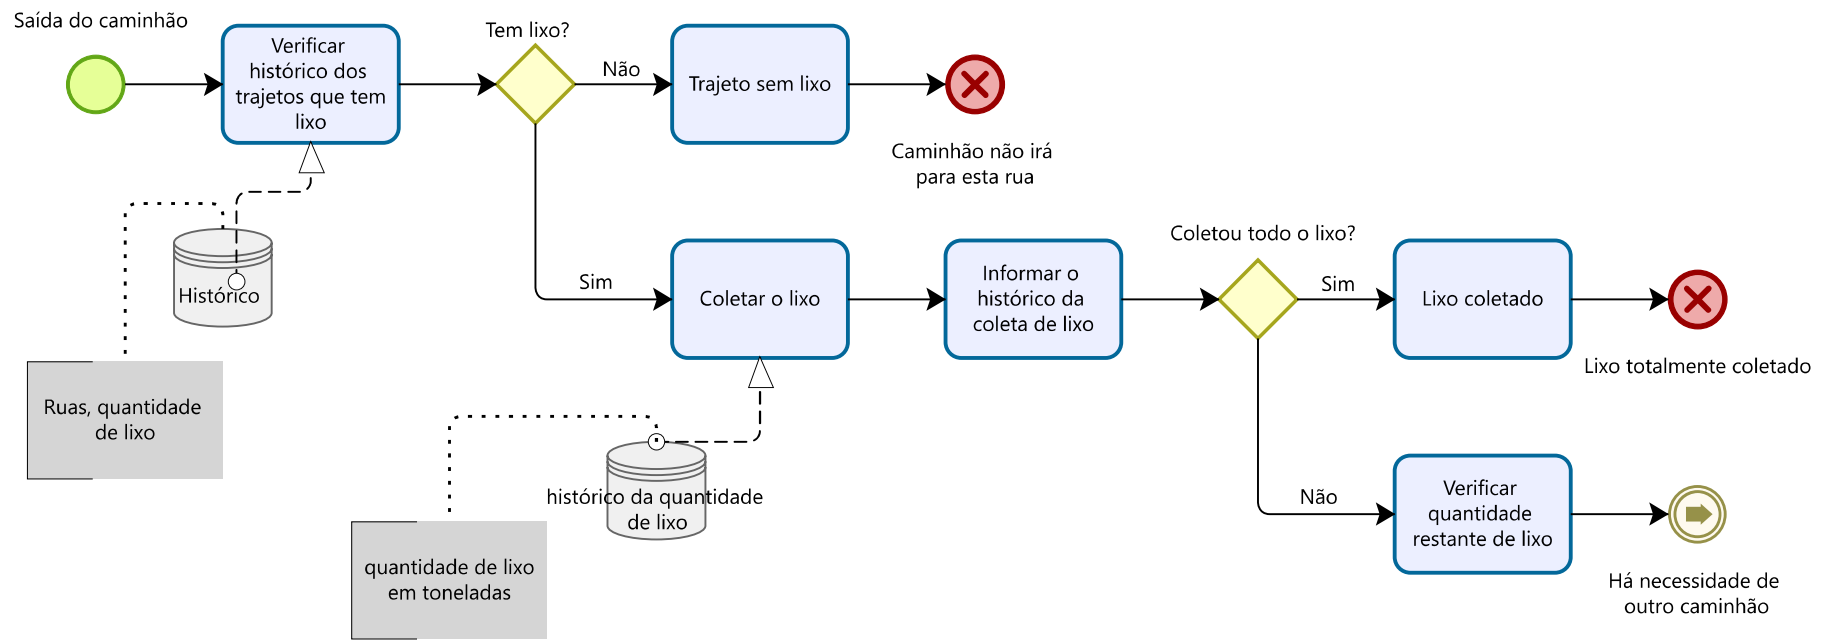 Saída do caminhão
Verificar
histórico dos
trajetos que tem
lixo
Tem lixo?
Não
Trajeto sem lixo
Caminhão não irá
para esta rua
Sim
Histórico
Ruas, quantidade
de lixo
Coletar o lixo
Informar o
histórico da
coleta de lixo
Coletou todo o lixo?
Sim
Lixo coletado
Lixo totalmente coletado
histórico da quantidade
de lixo
quantidade de lixo
em toneladas
Não
Verificar
quantidade
restante de lixo
Há necessidade de
outro caminhão